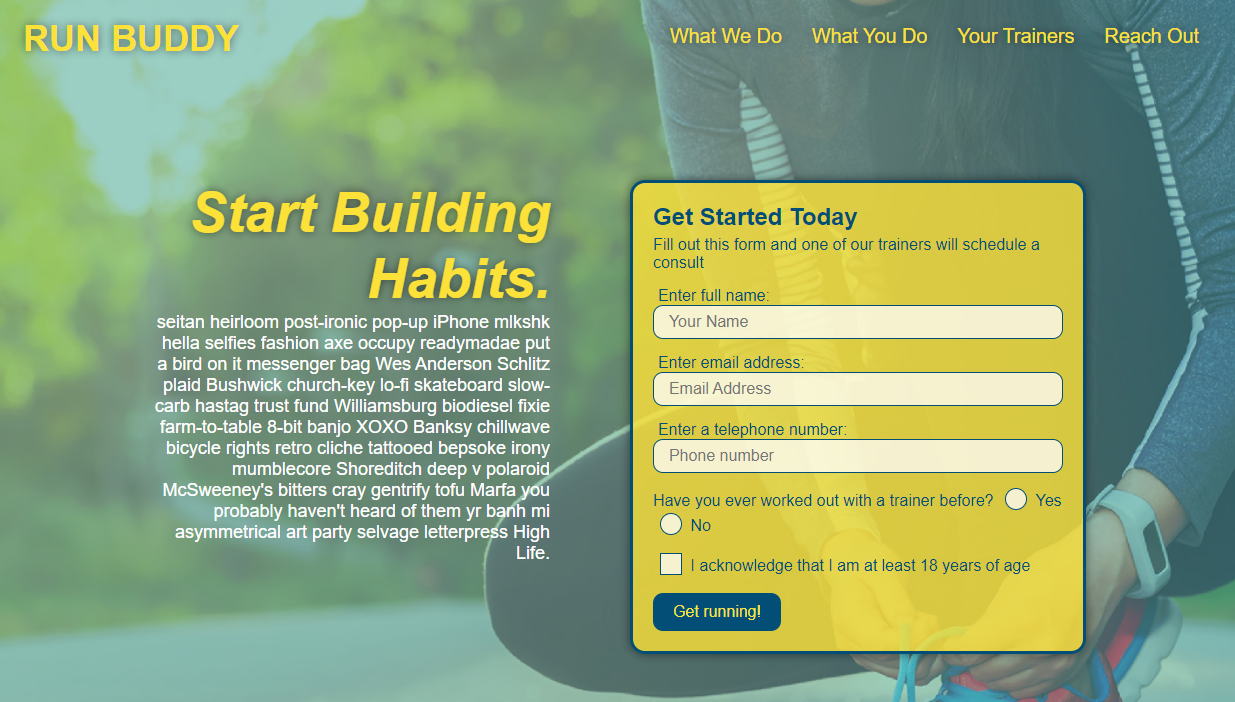 RUN BUDDY
What We Do
What You Do
Your Trainers
Reach Out
Start Building
Habits.
seitan heirloom post-ironic pop-up iPhone mlkshk
hella selfies fashion axe occupy readymadae put
a bird on it messenger bag Wes Anderson Schlitz
plaid Bushwick church-key lo-fi skateboard slow-
carb hastag trust fund Williamsburg biodiesel fixie
farm-to-table 8-bit banjo XOXO Banksy chillwave
bicycle rights retro cliche tattooed bepsoke irony
mumblecore Shoreditch deep v polaroid
McSweeney's bitters cray gentrify tofu Marfa you
probably haven't heard of them yr banh mi
asymmetrical art party selvage letterpress High
Life.
Get Started Today
Fill out this form and one of our trainers will schedule a
consult
Enter full name:
Your Name
Enter email address:
Email Address
Enter a telephone number:
Phone number
Have you ever worked out with a trainer before? Yes
No
I acknowledge that I am at least 18 years of age
Get running!